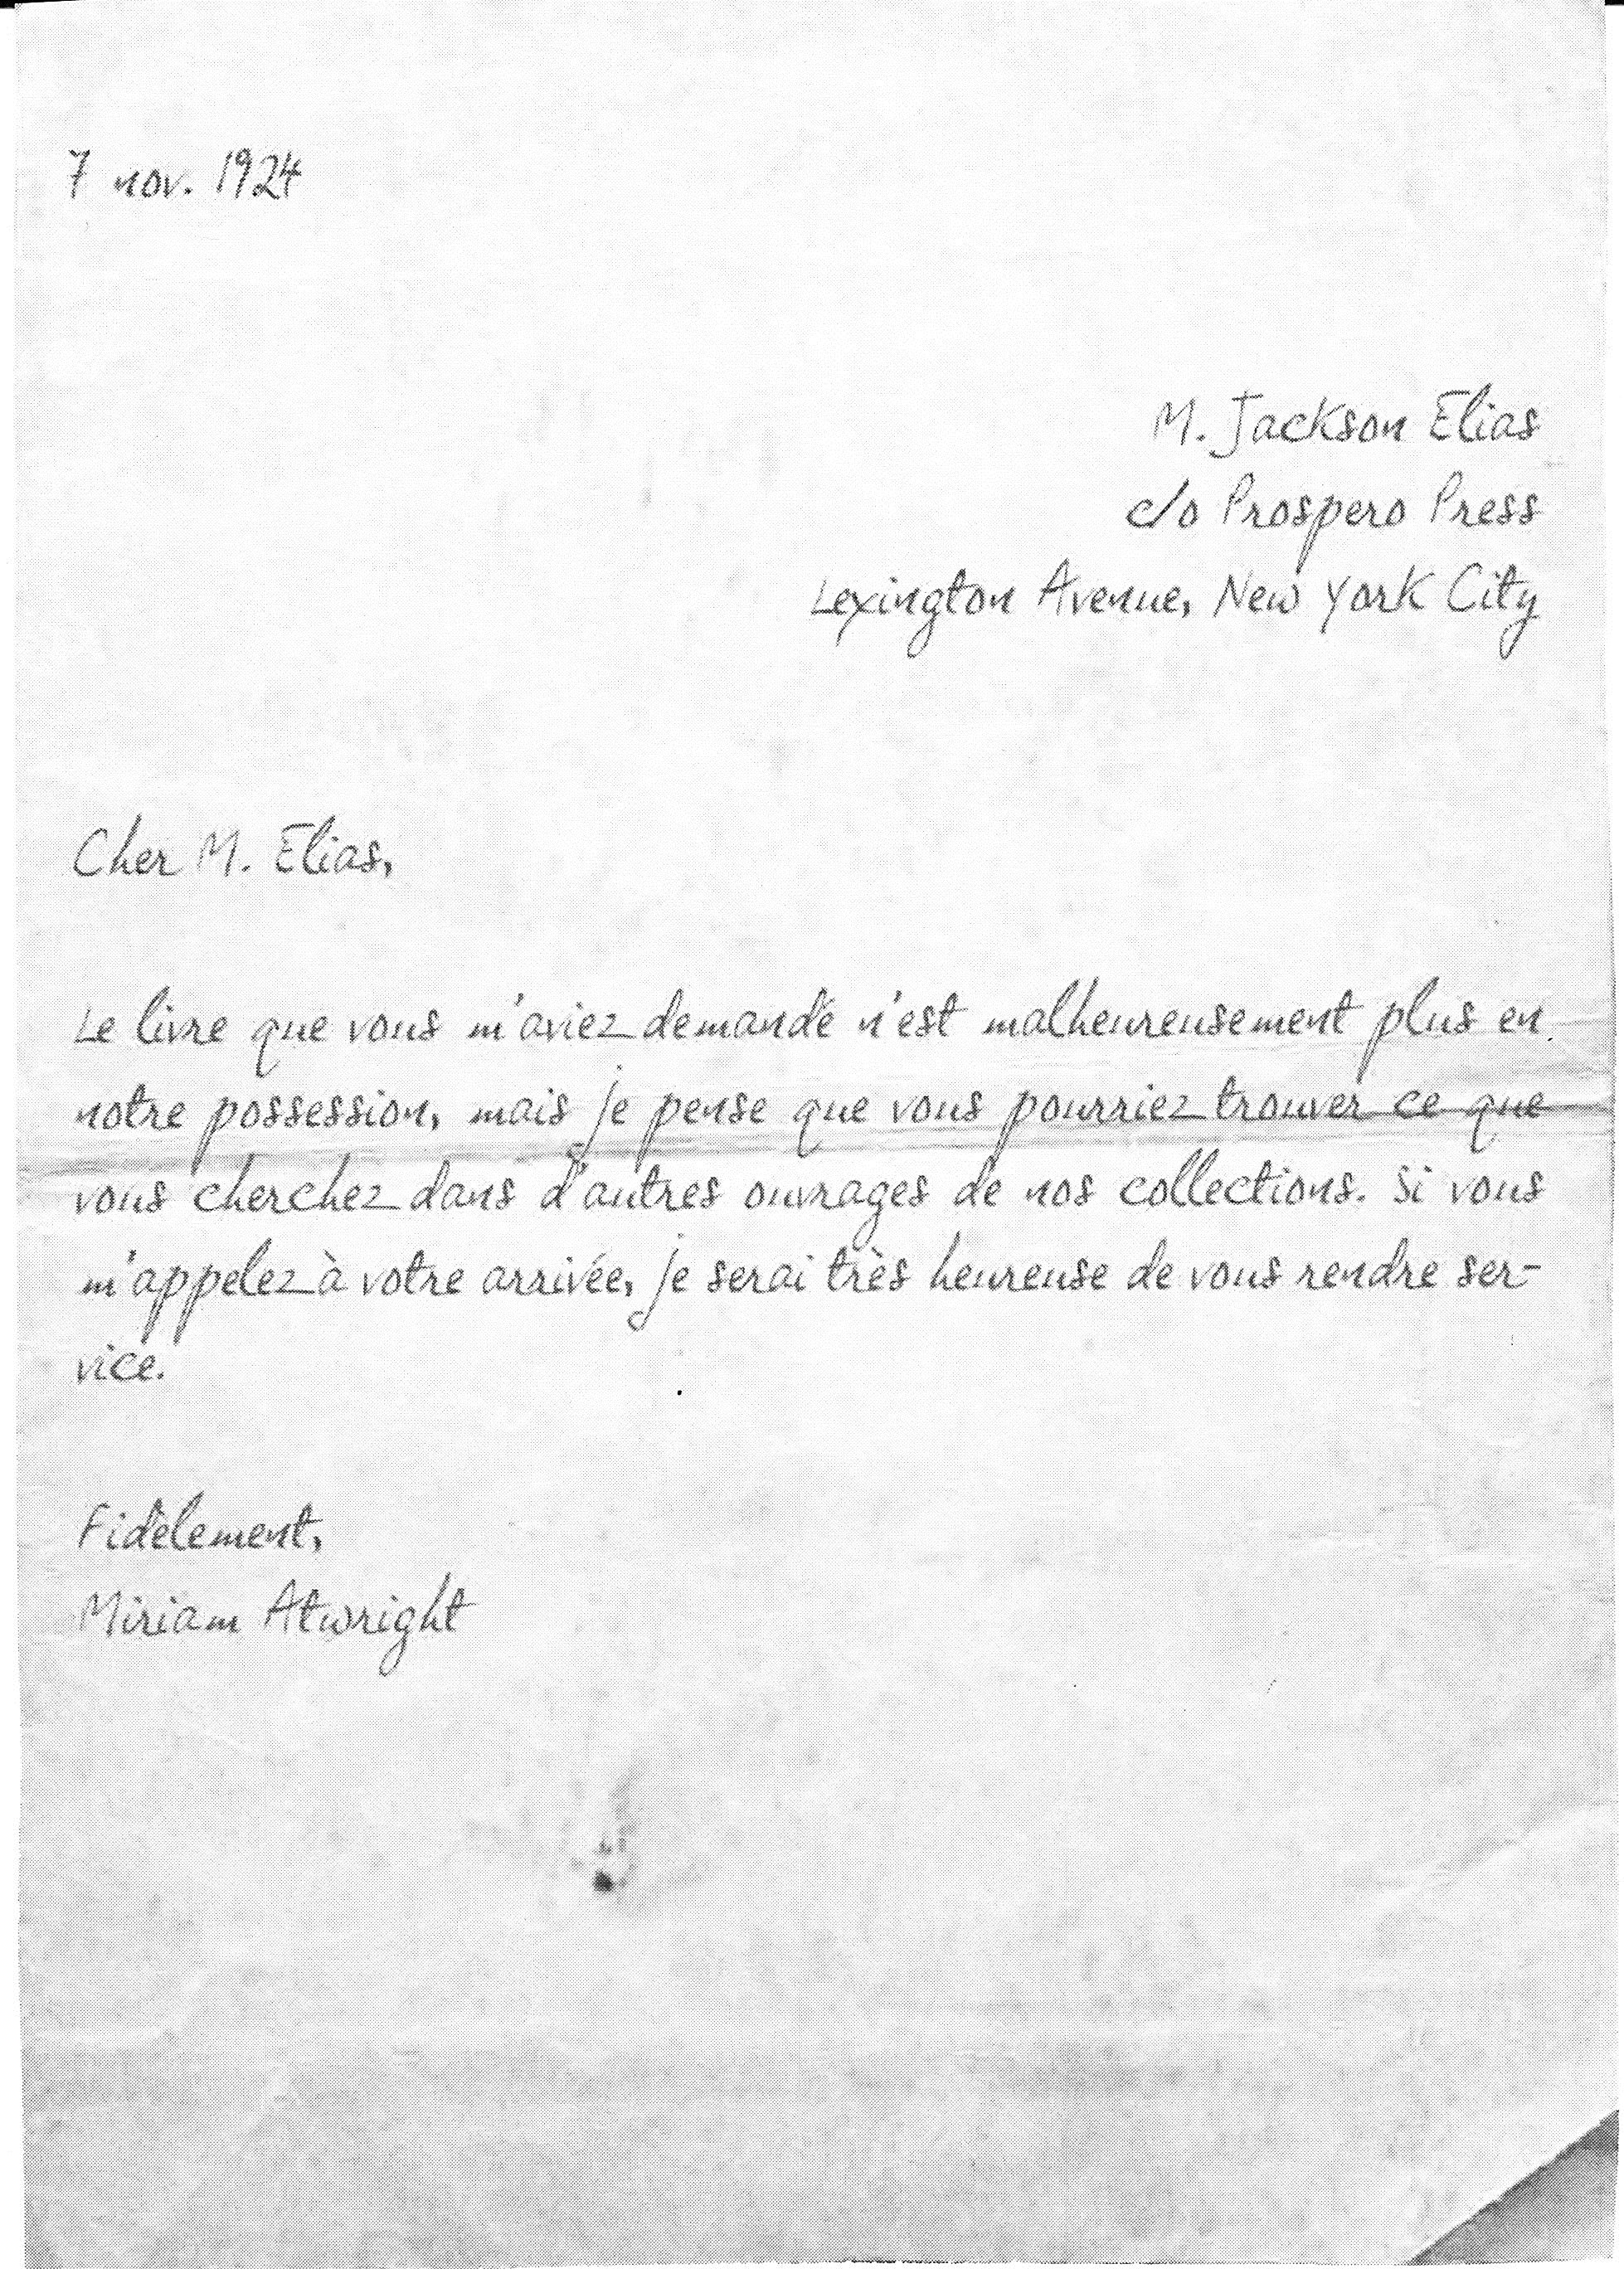 7 nov. 1924
M. Jackson Elias
c/o Prospero Press
Lexington Avenue, New York City
Cher M. Elias,
Le livre que vous m'aviez demandé n'est malheureusement plus en
notre possession, mais je pense que vous pourriez trouver ce que
vous cherchez dans d'autres ouvrages de nos collections. Si vous
m'appelez à votre arrivée, je serai très heureuse de vous rendre ser-
vice.
Fidèlement,
Miriam Atwright